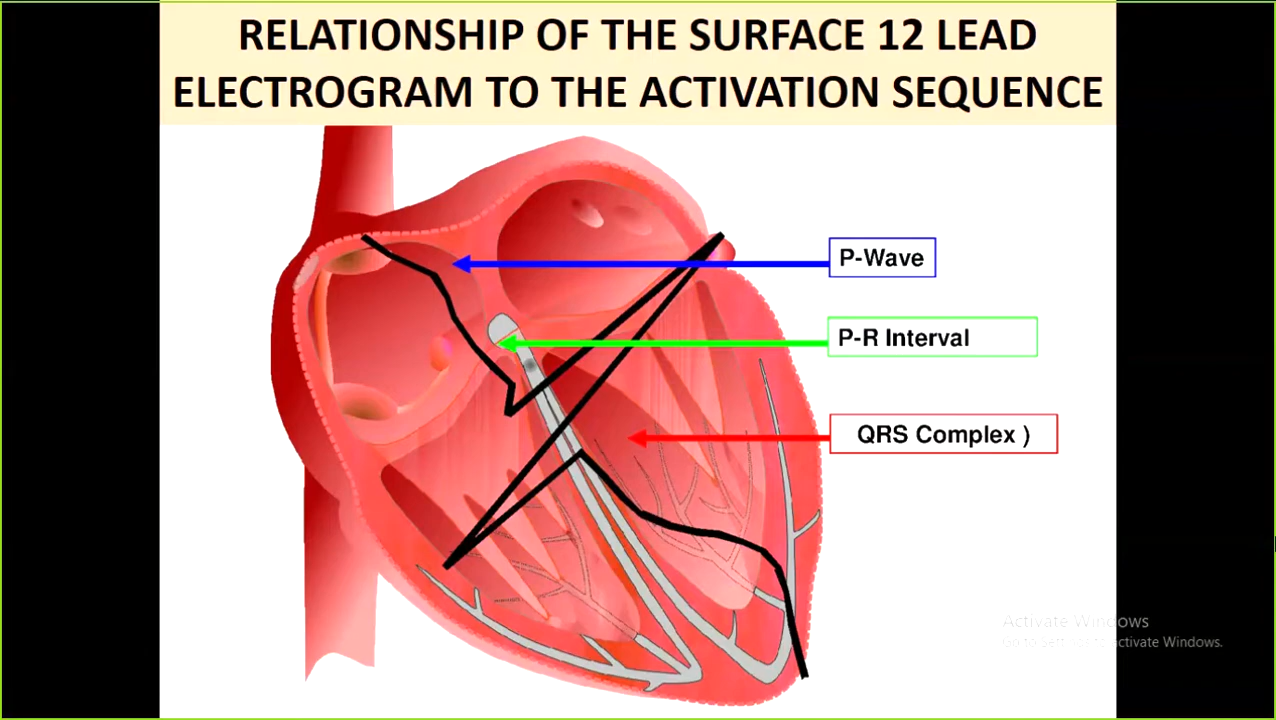 RELATIONSHIP OF THE SURFACE 12 LEAD
ELECTROGRAM TO THE ACTIVATION SEQUENCE
P-Wave
P-R Interval
QRS Complex )
Activate Windows
Go to Settings to activate Windows.